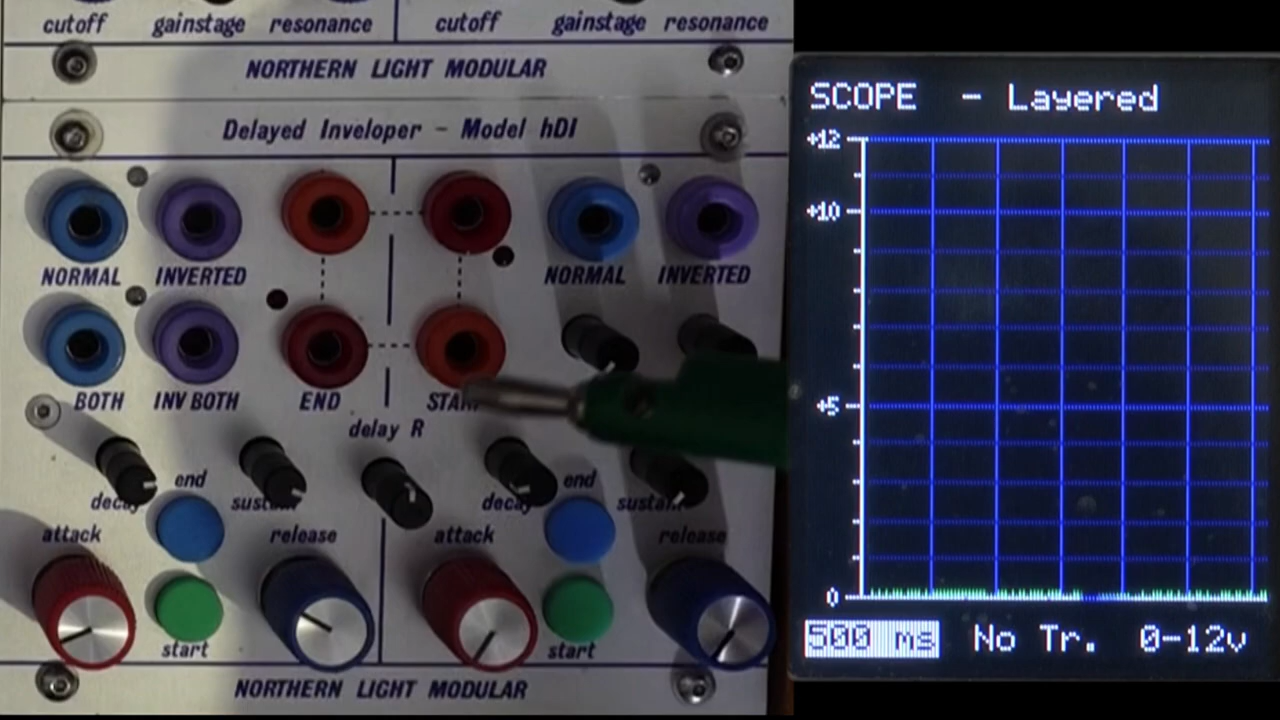 cutoff gainstage resonance cutoff gainstage resonance
NORTHERN LIGHT MODULAR
Delayed Inveloper - Model hDI
NORMAL INVERTED NORMAL INVERTED
BOTH INV BOTH END START
delay R
decay end sustain decay end sustain
attack release attack release
start start
NORTHERN LIGHT MODULAR
SCOPE - Layered
+12
+10
+5
0
500 ms No Tr. 0-12v